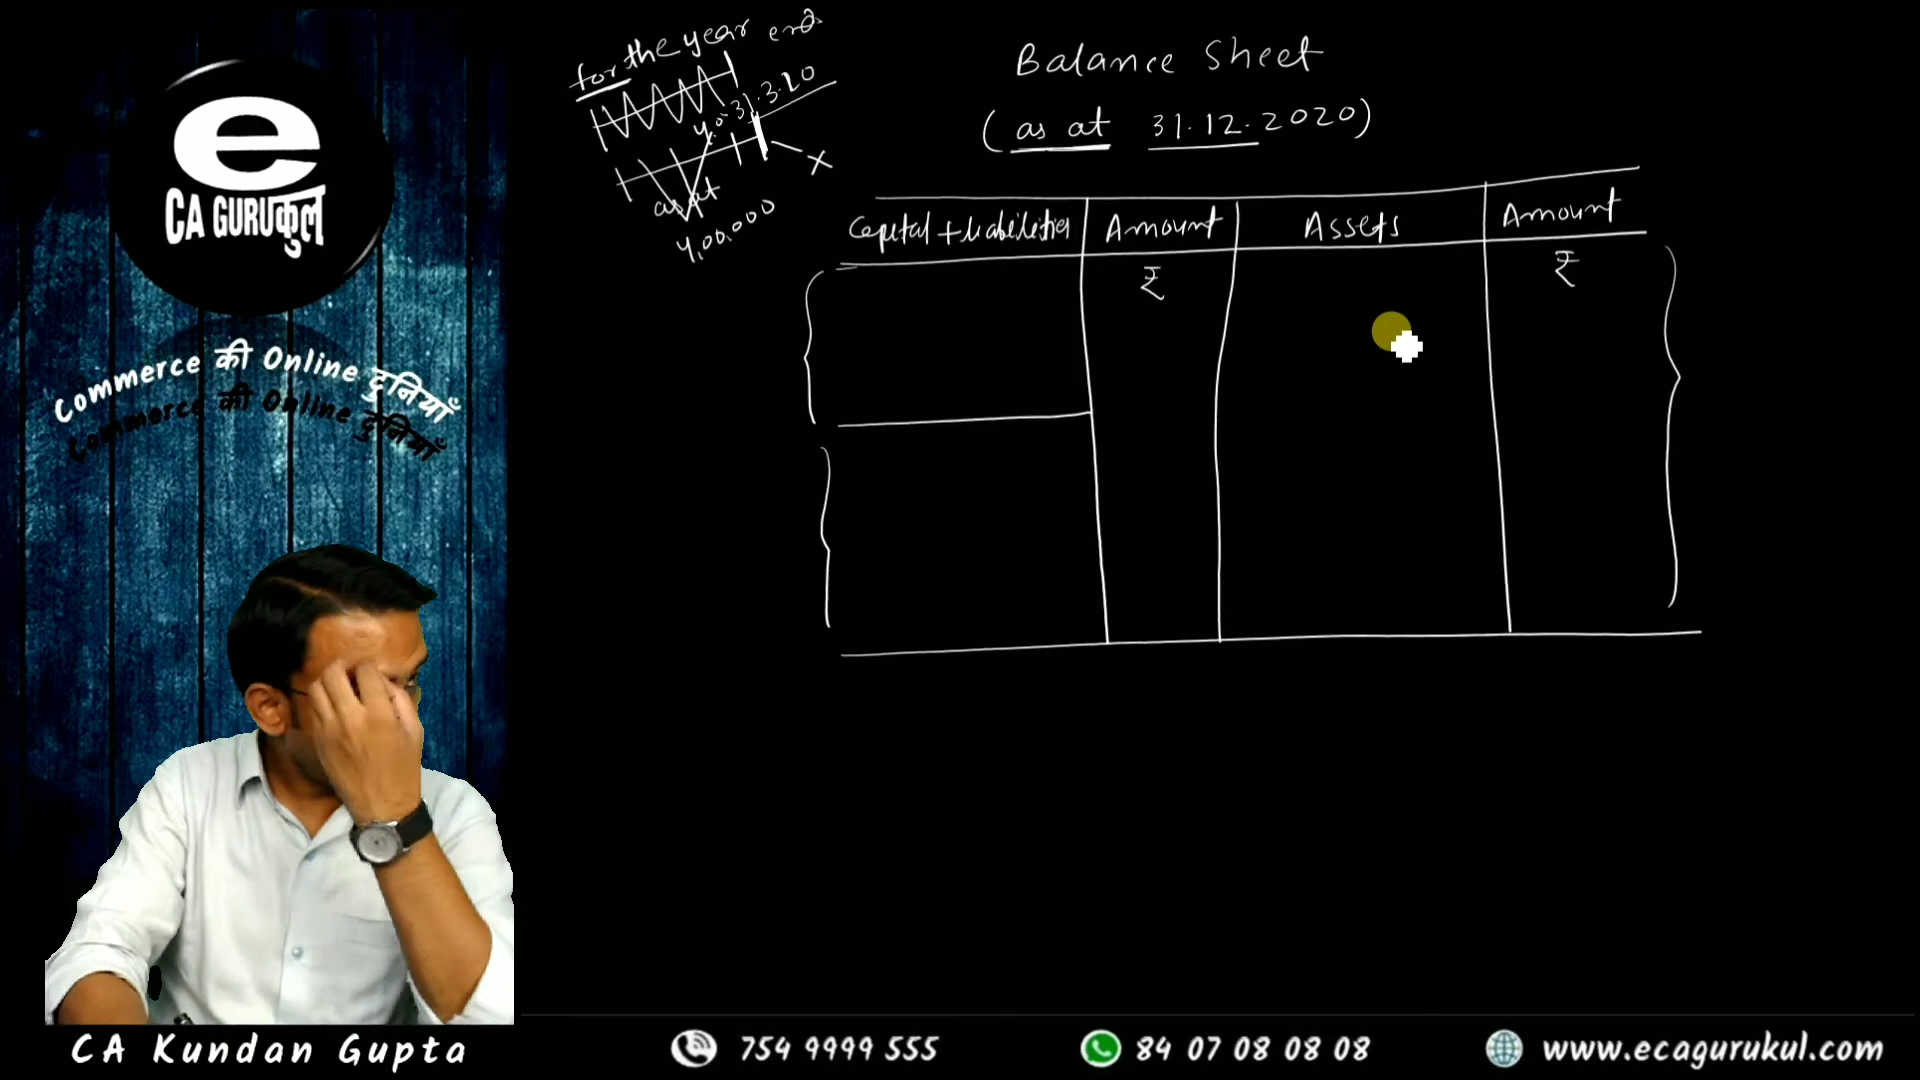 e
CA GURUकुल
Commerce की Online दुनियाँ
Commerce की Online दुनियाँ
for the year end
31.3.20
as at
4,00,000
X
Balance Sheet
(as at 31.12.2020)
Capital + Liabilities Amount Assets Amount
₹ ₹
CA Kundan Gupta
754 9999 555 84 07 08 08 08 www.ecagurukul.com